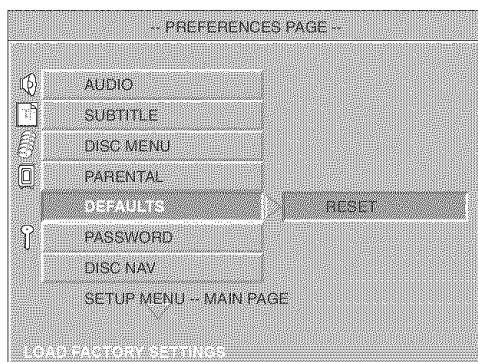 -- PREFERENCES PAGE --
AUDIO
SUBTITLE
DISC MENU
PARENTAL
DEFAULTS
RESET
PASSWORD
DISC NAV
SETUP MENU -- MAIN PAGE
LOAD FACTORY SETTINGS